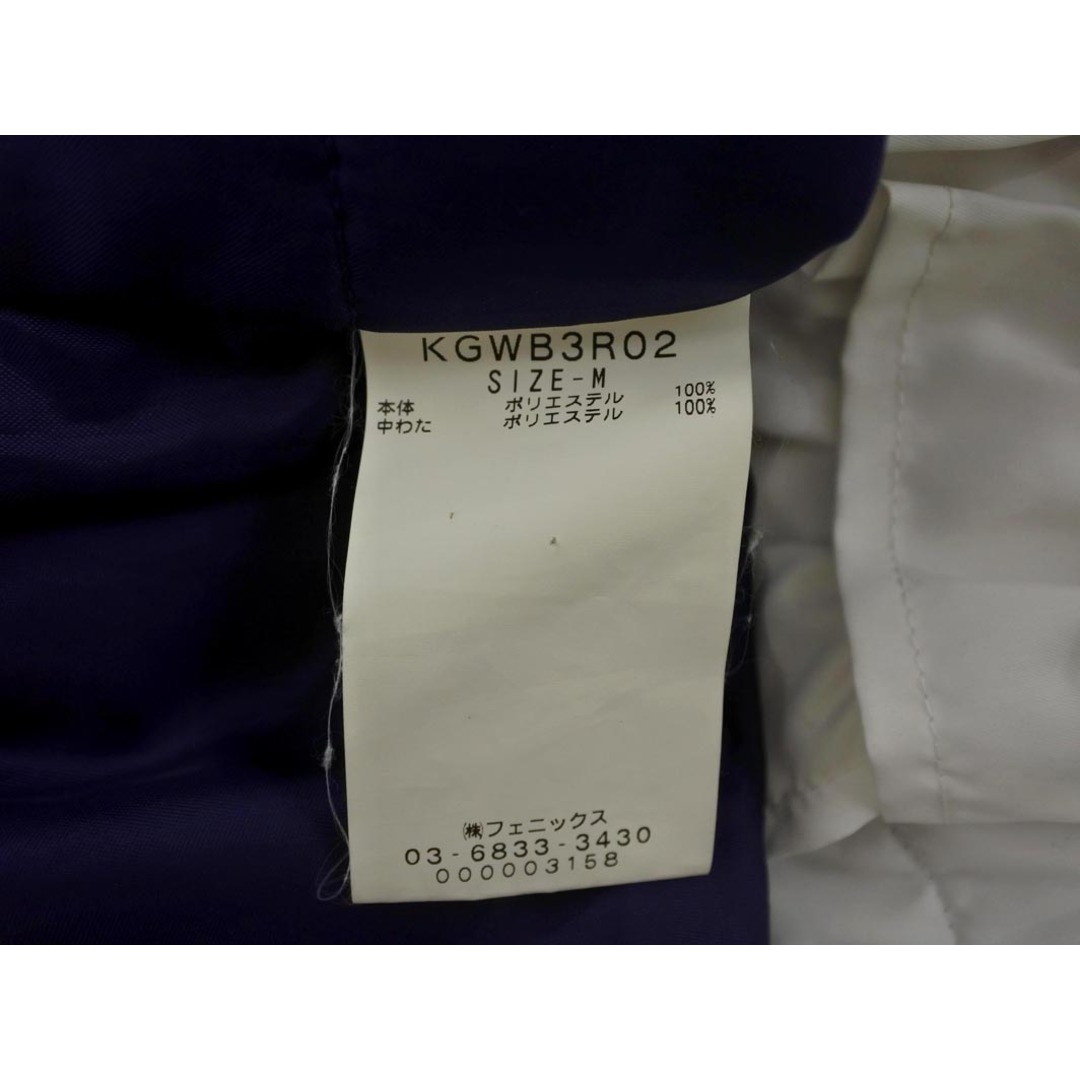 KGWB3R02
SIZE-M
本体 ポリエステル 100%
中わた ポリエステル 100%
㈱フェニックス
03-6833-3430
000003158